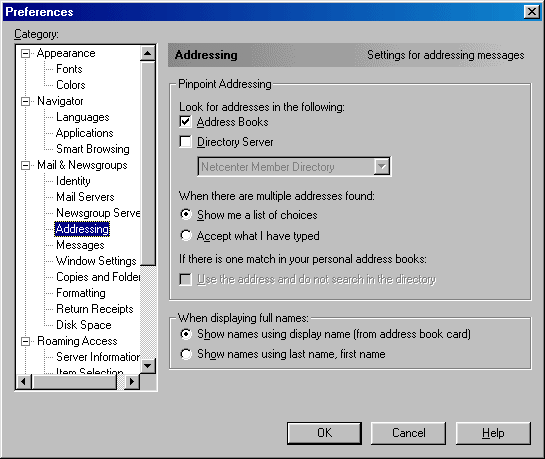 Preferences
Category:
Appearance
Fonts
Colors
Navigator
Languages
Applications
Smart Browsing
Mail & Newsgroups
Identity
Mail Servers
Newsgroup Serve
Addressing
Messages
Window Settings
Copies and Folder
Formatting
Return Receipts
Disk Space
Roaming Access
Server Information
Item Selection
Addressing Settings for addressing messages
Pinpoint Addressing
Look for addresses in the following:
Address Books
Directory Server
Netcenter Member Directory
When there are multiple addresses found:
Show me a list of choices
Accept what I have typed
If there is one match in your personal address books:
Use the address and do not search in the directory
When displaying full names:
Show names using display name (from address book card)
Show names using last name, first name
OK Cancel Help